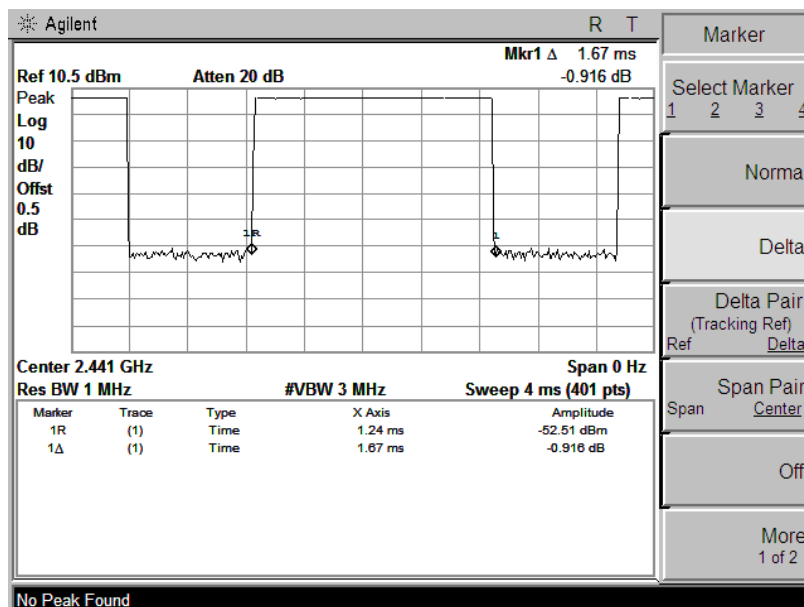 Agilent R T
Mkr1 Δ 1.67 ms
Ref 10.5 dBm Atten 20 dB -0.916 dB
Peak
Log
10
dB/
Offst
0.5
dB
1R
1
Center 2.441 GHz Span 0 Hz
Res BW 1 MHz #VBW 3 MHz Sweep 4 ms (401 pts)
Marker Trace Type X Axis Amplitude
1R (1) Time 1.24 ms -52.51 dBm
1Δ (1) Time 1.67 ms -0.916 dB
No Peak Found
Marker
Select Marker
1 2 3 4
Norma
Delta
Delta Pair
(Tracking Ref)
Ref Delta
Span Pair
Span Center
Off
More
1 of 2